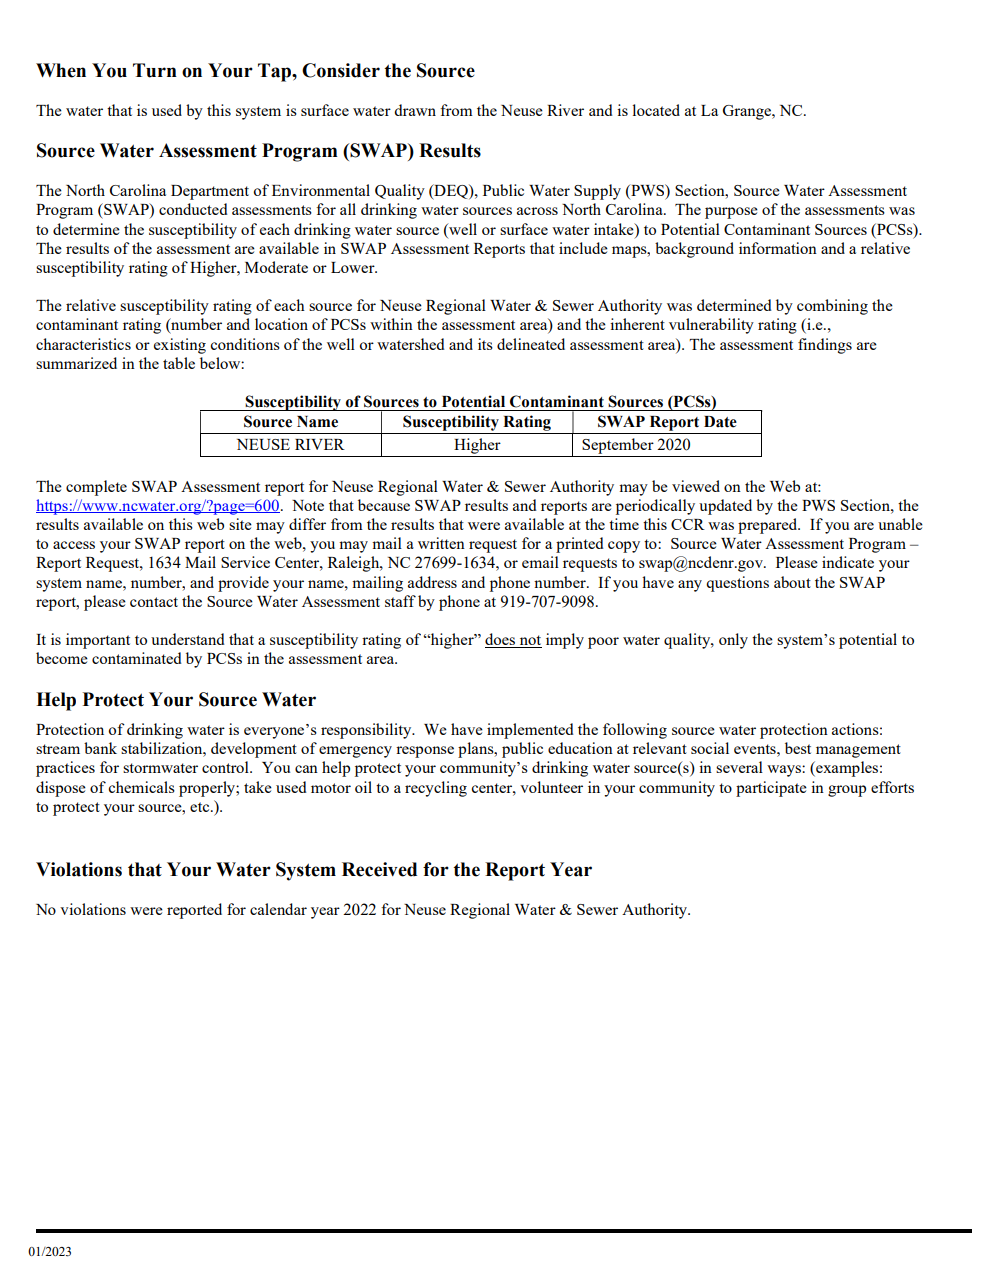 When You Turn on Your Tap, Consider the Source
The water that is used by this system is surface water drawn from the Neuse River and is located at La Grange, NC.
Source Water Assessment Program (SWAP) Results
The North Carolina Department of Environmental Quality (DEQ), Public Water Supply (PWS) Section, Source Water Assessment
Program (SWAP) conducted assessments for all drinking water sources across North Carolina.  The purpose of the assessments was
to determine the susceptibility of each drinking water source (well or surface water intake) to Potential Contaminant Sources (PCSs).
The results of the assessment are available in SWAP Assessment Reports that include maps, background information and a relative
susceptibility rating of Higher, Moderate or Lower.
The relative susceptibility rating of each source for Neuse Regional Water & Sewer Authority was determined by combining the
contaminant rating (number and location of PCSs within the assessment area) and the inherent vulnerability rating (i.e.,
characteristics or existing conditions of the well or watershed and its delineated assessment area). The assessment findings are
summarized in the table below:
Susceptibility of Sources to Potential Contaminant Sources (PCSs)
Source Name Susceptibility Rating SWAP Report Date
NEUSE RIVER Higher September 2020
The complete SWAP Assessment report for Neuse Regional Water & Sewer Authority may be viewed on the Web at:
https://www.ncwater.org/?page=600.  Note that because SWAP results and reports are periodically updated by the PWS Section, the
results available on this web site may differ from the results that were available at the time this CCR was prepared.  If you are unable
to access your SWAP report on the web, you may mail a written request for a printed copy to:  Source Water Assessment Program –
Report Request, 1634 Mail Service Center, Raleigh, NC 27699-1634, or email requests to swap@ncdenr.gov.  Please indicate your
system name, number, and provide your name, mailing address and phone number.  If you have any questions about the SWAP
report, please contact the Source Water Assessment staff by phone at 919-707-9098.
It is important to understand that a susceptibility rating of “higher” does not imply poor water quality, only the system’s potential to
become contaminated by PCSs in the assessment area.
Help Protect Your Source Water
Protection of drinking water is everyone’s responsibility.  We have implemented the following source water protection actions:
stream bank stabilization, development of emergency response plans, public education at relevant social events, best management
practices for stormwater control.  You can help protect your community’s drinking water source(s) in several ways: (examples:
dispose of chemicals properly; take used motor oil to a recycling center, volunteer in your community to participate in group efforts
to protect your source, etc.).
Violations that Your Water System Received for the Report Year
No violations were reported for calendar year 2022 for Neuse Regional Water & Sewer Authority.
01/2023